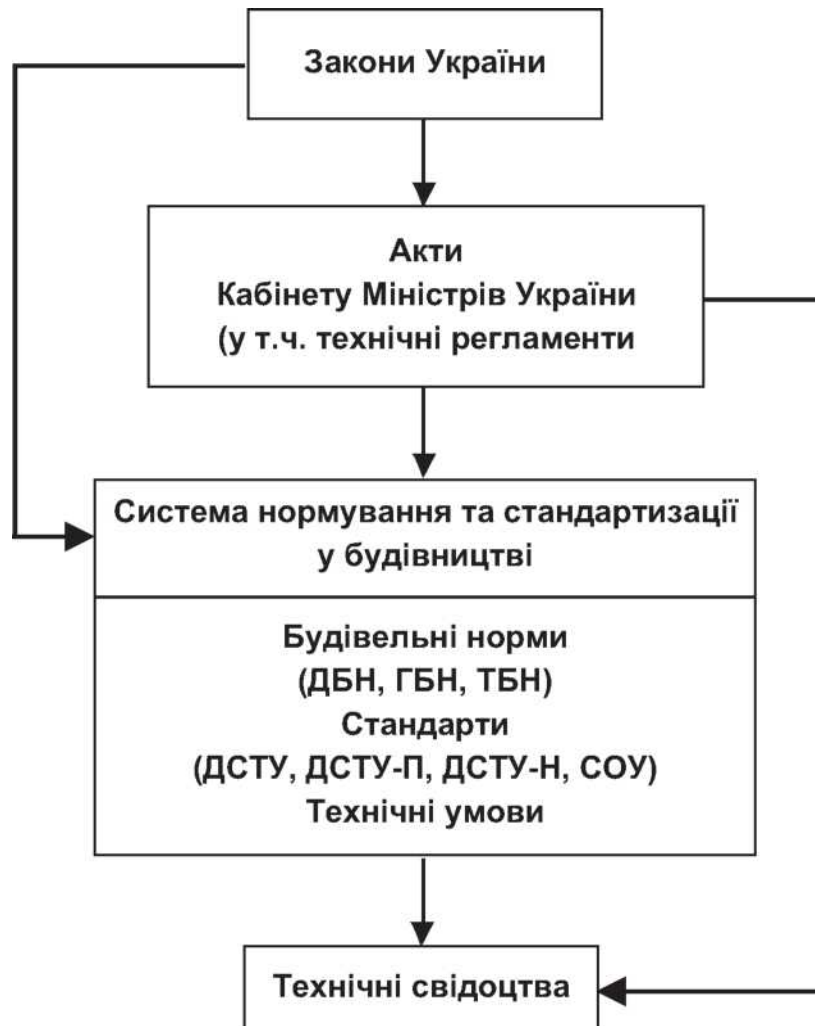 Закони України
Акти
Кабінету Міністрів України
(у т.ч. технічні регламенти
Система нормування та стандартизації
у будівництві
Будівельні норми
(ДБН, ГБН, ТБН)
Стандарти
(ДСТУ, ДСТУ-П, ДСТУ-Н, СОУ)
Технічні умови
Технічні свідоцтва